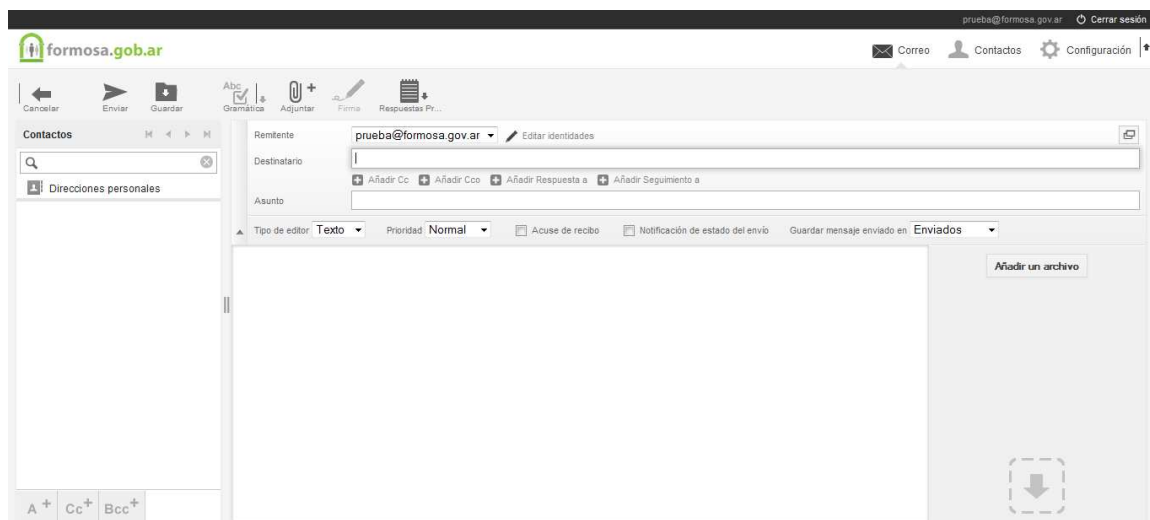 prueba@formosa.gov.ar Cerrar sesión
formosa.gob.ar
Correo Contactos Configuración
Cancelar Enviar Guardar Abc Gramática Adjuntar Firma Respuestas Pr...
Contactos
Remitente prueba@formosa.gov.ar Editar identidades
Destinatario
Añadir Cc Añadir Cco Añadir Respuesta a Añadir Seguimiento a
Direcciones personales
Asunto
Tipo de editor Texto Prioridad Normal Acuse de recibo Notificación de estado del envío Guardar mensaje enviado en Enviados
Añadir un archivo
A + Cc+ Bcc+